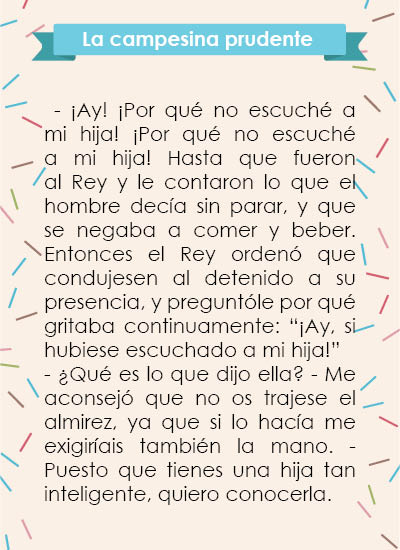 La campesina prudente
- ¡Ay! ¡Por qué no escuché a
mi hija! ¡Por qué no escuché
a mi hija! Hasta que fueron
al Rey y le contaron lo que el
hombre decía sin parar, y que
se negaba a comer y beber.
Entonces el Rey ordenó que
condujesen al detenido a su
presencia, y preguntóle por qué
gritaba continuamente: “¡Ay, si
hubiese escuchado a mi hija!”
- ¿Qué es lo que dijo ella? - Me
aconsejó que no os trajese el
almirez, ya que si lo hacía me
exigiríais también la mano. -
Puesto que tienes una hija tan
inteligente, quiero conocerla.